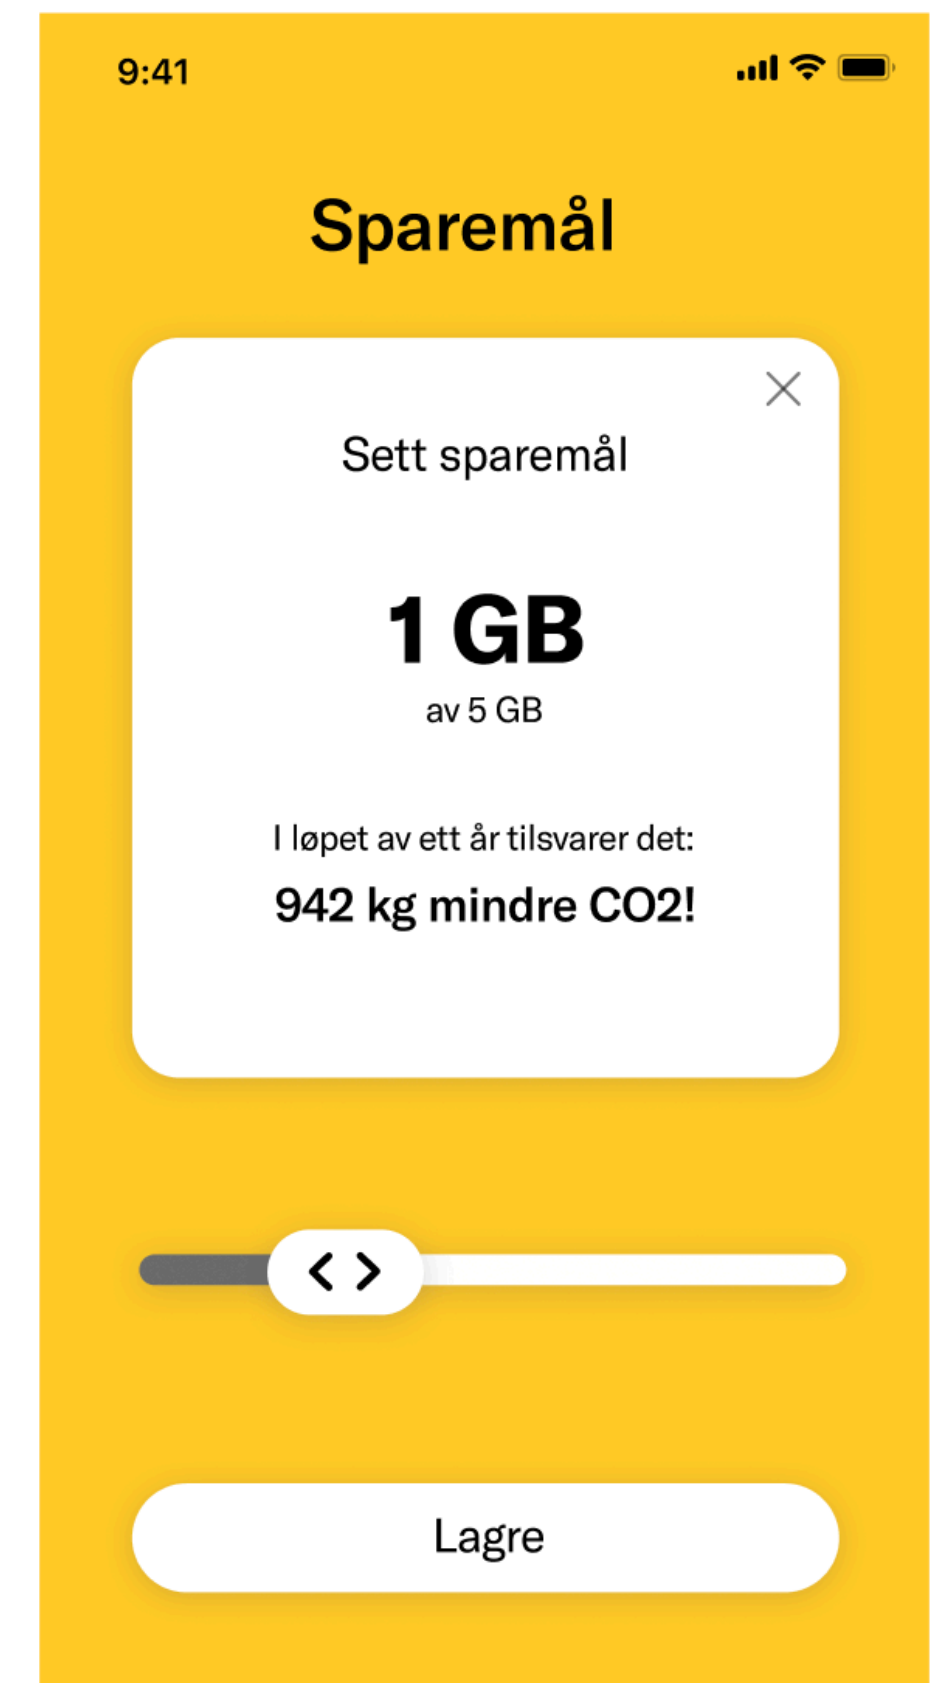 9:41
Sparemål
Sett sparemål
1 GB
av 5 GB
I løpet av ett år tilsvarer det:
942 kg mindre CO2!
Lagre